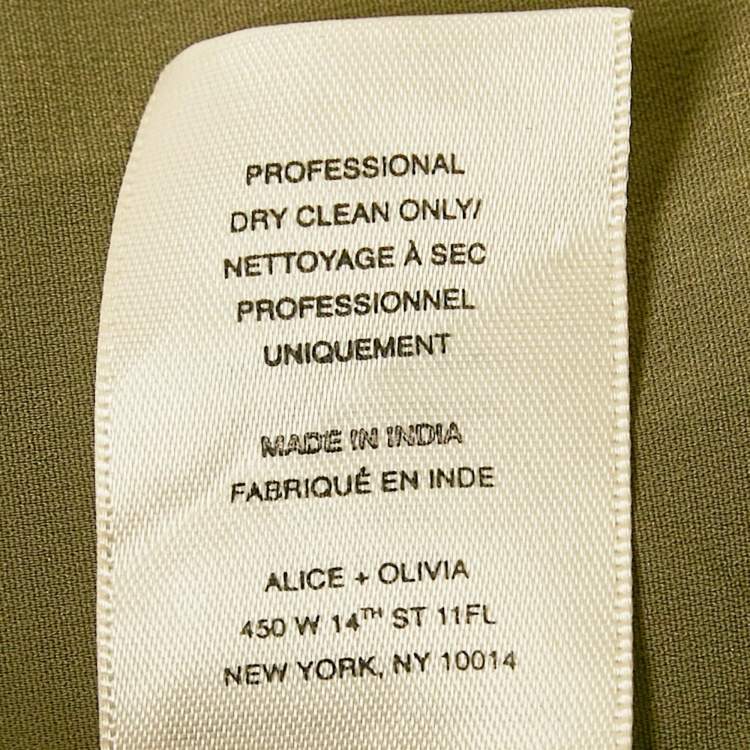 PROFESSIONAL
DRY CLEAN ONLY/
NETTOYAGE À SEC
PROFESSIONNEL
UNIQUEMENT
MADE IN INDIA
FABRIQUÉ EN INDE
ALICE + OLIVIA
450 W 14TH ST 11FL
NEW YORK, NY 10014